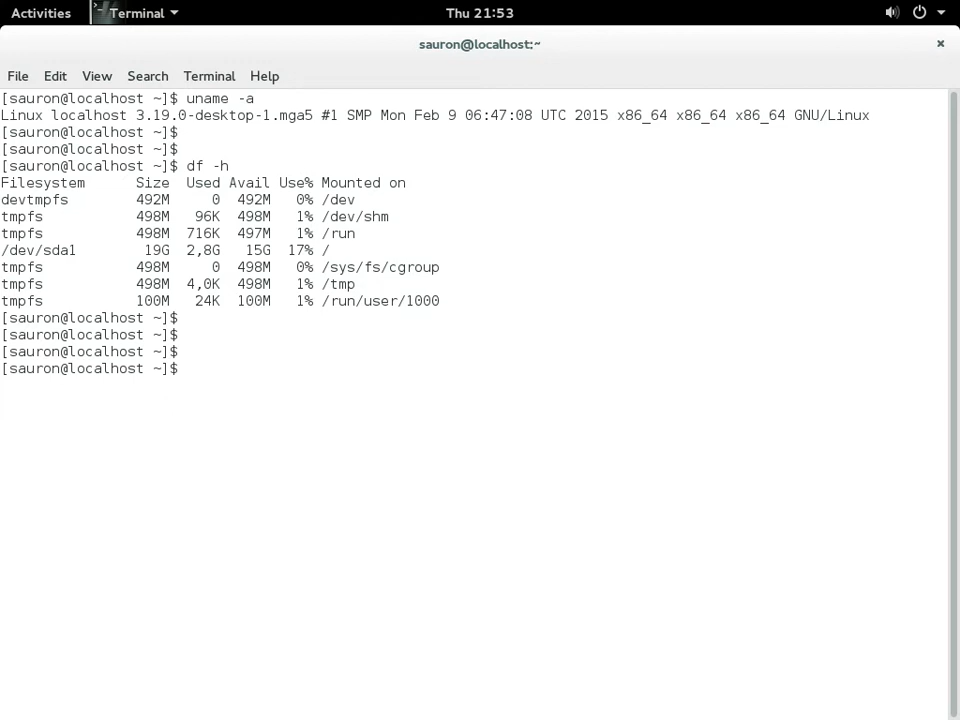 Activities Terminal Thu 21:53
sauron@localhost:~ ×
File Edit View Search Terminal Help
[sauron@localhost ~]$ uname -a
Linux localhost 3.19.0-desktop-1.mga5 #1 SMP Mon Feb 9 06:47:08 UTC 2015 x86_64 x86_64 x86_64 GNU/Linux
[sauron@localhost ~]$
[sauron@localhost ~]$
[sauron@localhost ~]$ df -h
Filesystem      Size  Used Avail Use% Mounted on
devtmpfs        492M     0  492M   0% /dev
tmpfs           498M   96K  498M   1% /dev/shm
tmpfs           498M  716K  497M   1% /run
/dev/sda1        19G  2,8G   15G  17% /
tmpfs           498M     0  498M   0% /sys/fs/cgroup
tmpfs           498M  4,0K  498M   1% /tmp
tmpfs           100M   24K  100M   1% /run/user/1000
[sauron@localhost ~]$
[sauron@localhost ~]$
[sauron@localhost ~]$
[sauron@localhost ~]$